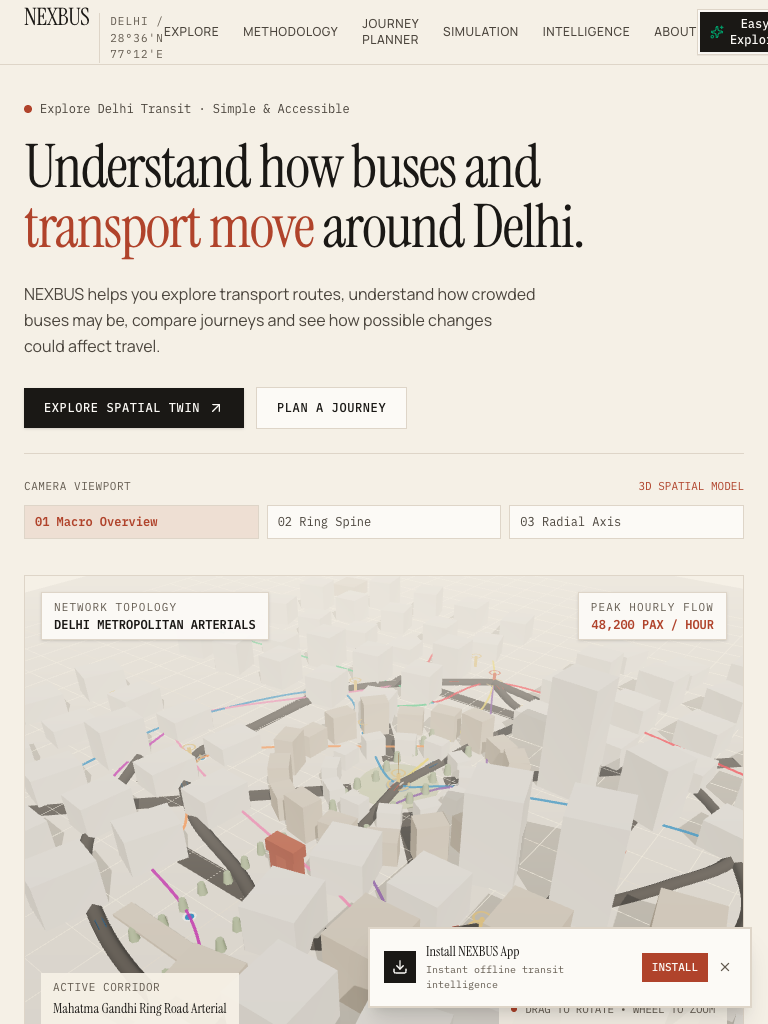 NEXBUS
DELHI /
28°36'N
77°12'E
EXPLORE
METHODOLOGY
JOURNEY
PLANNER
SIMULATION
INTELLIGENCE
ABOUT
Easy
Explo
Explore Delhi Transit · Simple & Accessible
Understand how buses and
transport move around Delhi.
NEXBUS helps you explore transport routes, understand how crowded
buses may be, compare journeys and see how possible changes
could affect travel.
EXPLORE SPATIAL TWIN
PLAN A JOURNEY
CAMERA VIEWPORT
3D SPATIAL MODEL
01 Macro Overview
02 Ring Spine
03 Radial Axis
NETWORK TOPOLOGY
DELHI METROPOLITAN ARTERIALS
PEAK HOURLY FLOW
48,200 PAX / HOUR
Install NEXBUS App
Instant offline transit
intelligence
INSTALL
ACTIVE CORRIDOR
Mahatma Gandhi Ring Road Arterial
DRAG TO ROTATE • WHEEL TO ZOOM